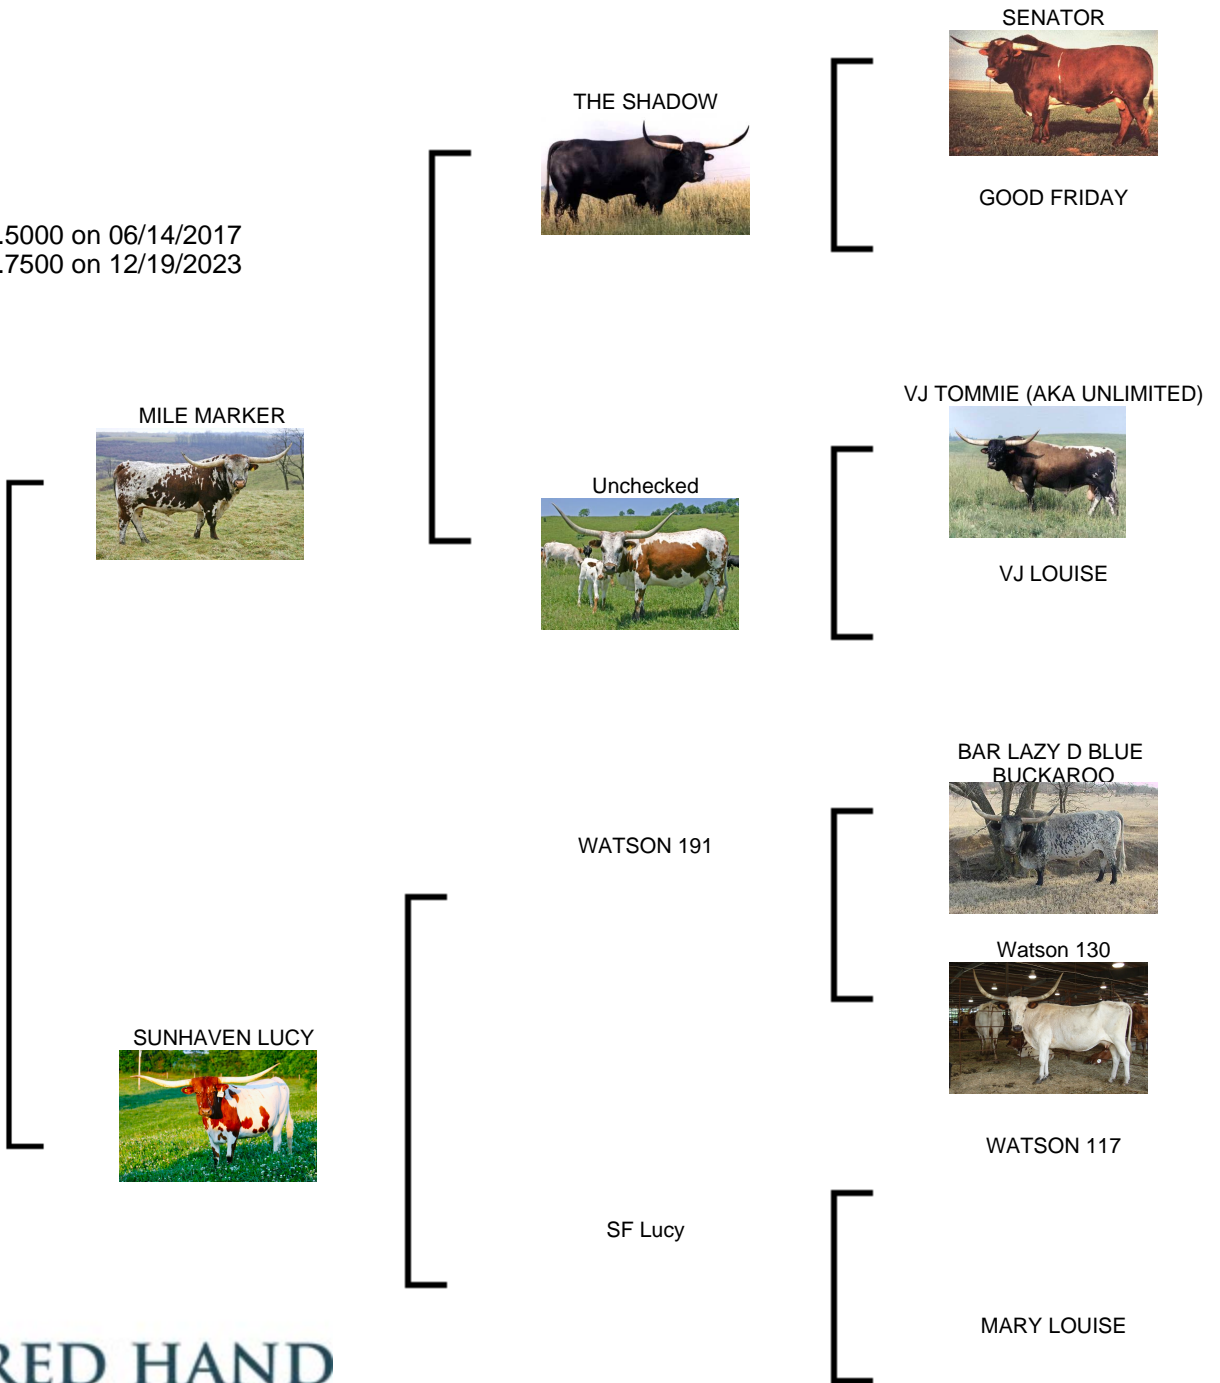 SENATOR
THE SHADOW
GOOD FRIDAY
.5000 on 06/14/2017
.7500 on 12/19/2023
VJ TOMMIE (AKA UNLIMITED)
MILE MARKER
Unchecked
VJ LOUISE
BAR LAZY D BLUE
BUCKAROO
WATSON 191
Watson 130
SUNHAVEN LUCY
WATSON 117
SF Lucy
MARY LOUISE
RED HAND